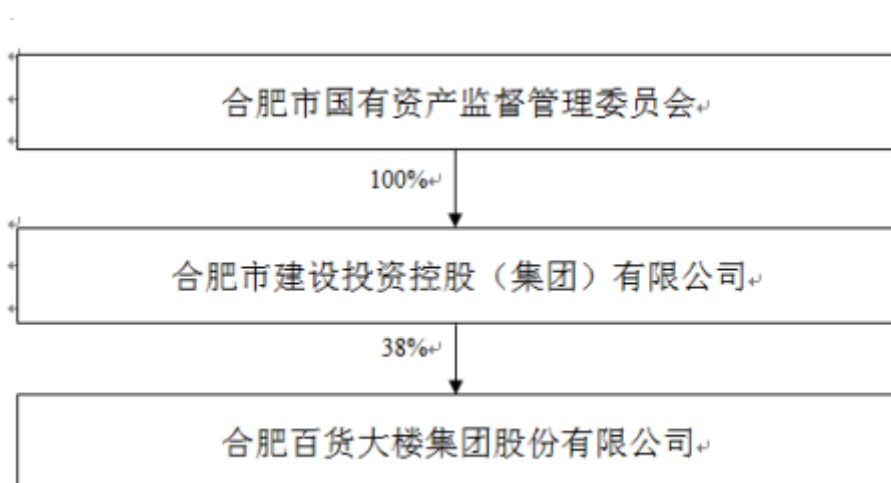 合肥市国有资产监督管理委员会
100%
合肥市建设投资控股（集团）有限公司
38%
合肥百货大楼集团股份有限公司